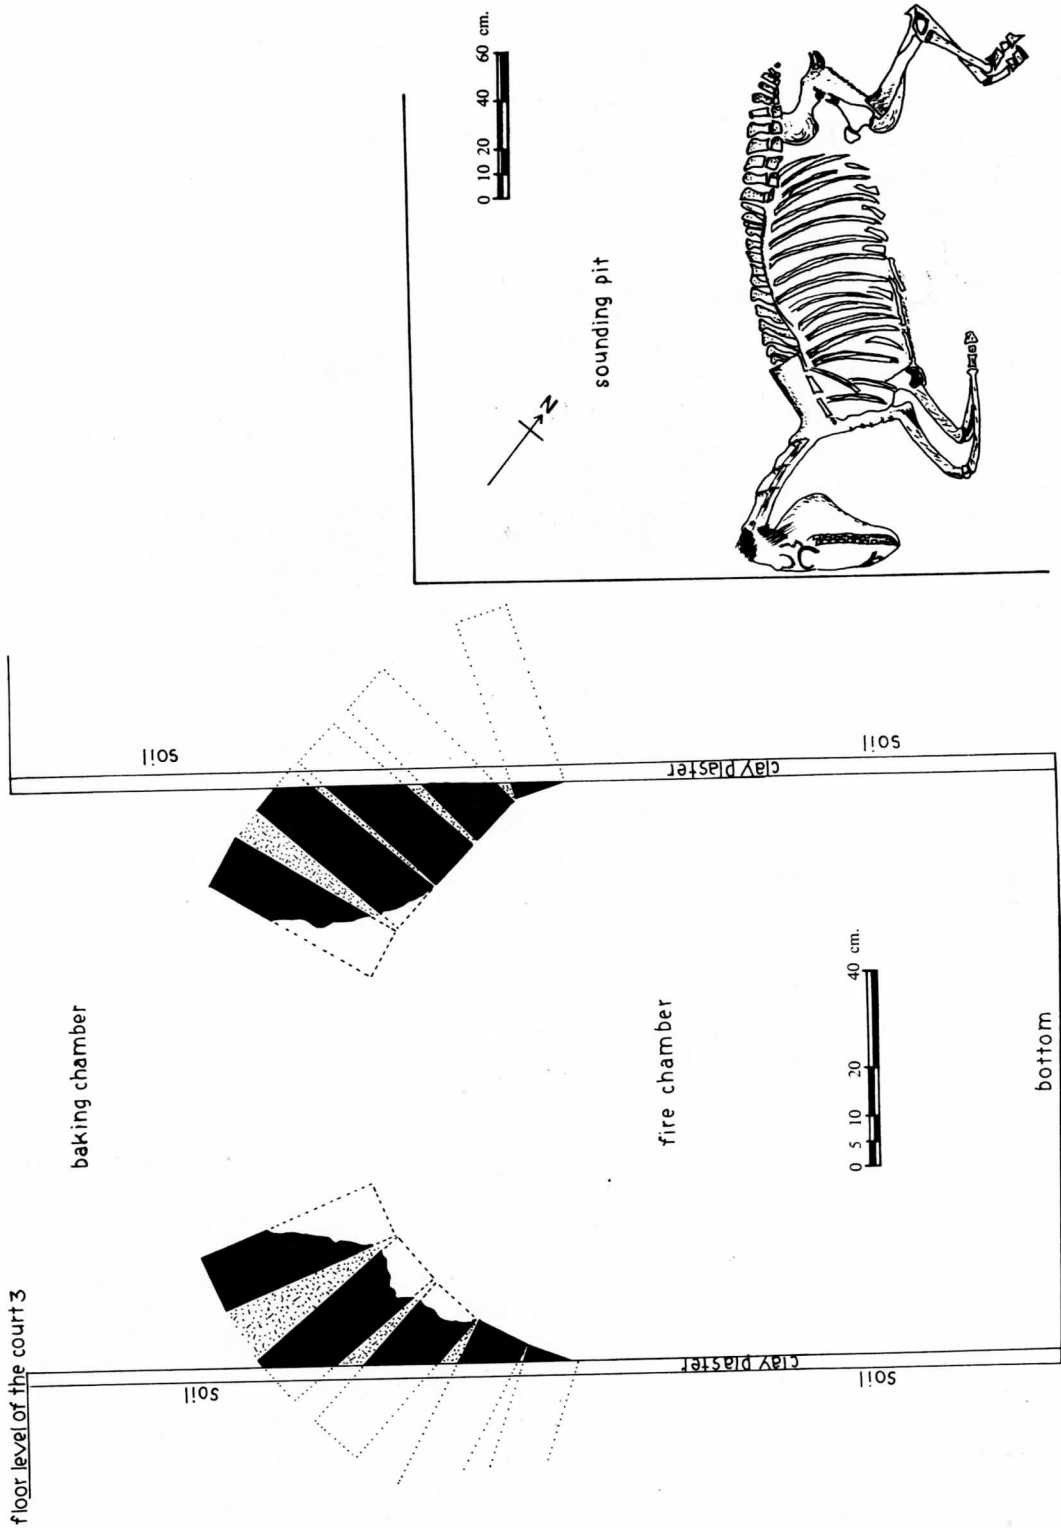 floor level of the court 3
baking chamber
soil
soil
clay plaster
clay plaster
soil
soil
fire chamber
0 5 10 20 40 cm.
bottom
0 10 20 40 60 cm.
N
sounding pit